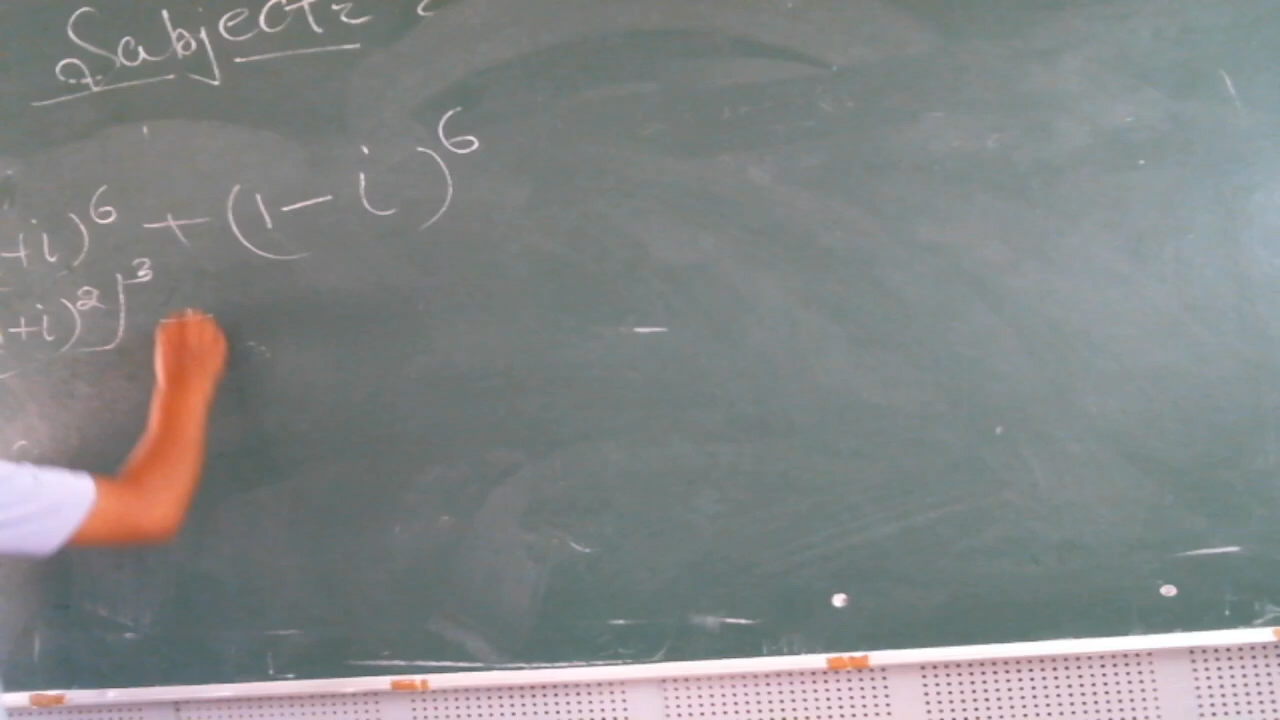 Subject:
+i)⁶ + (1 - i)⁶
+i)²]³